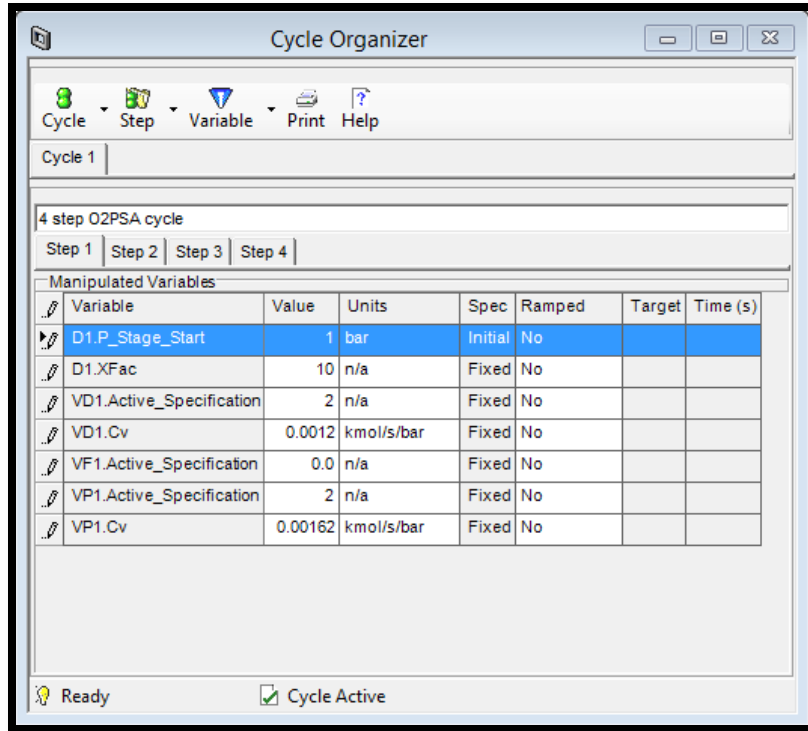 Cycle Organizer
Cycle Step Variable Print Help
Cycle 1
4 step O2PSA cycle
Step 1 Step 2 Step 3 Step 4
Manipulated Variables
Variable Value Units Spec Ramped Target Time (s)
D1.P_Stage_Start 1 bar Initial No
D1.XFac 10 n/a Fixed No
VD1.Active_Specification 2 n/a Fixed No
VD1.Cv 0.0012 kmol/s/bar Fixed No
VF1.Active_Specification 0.0 n/a Fixed No
VP1.Active_Specification 2 n/a Fixed No
VP1.Cv 0.00162 kmol/s/bar Fixed No
Ready Cycle Active